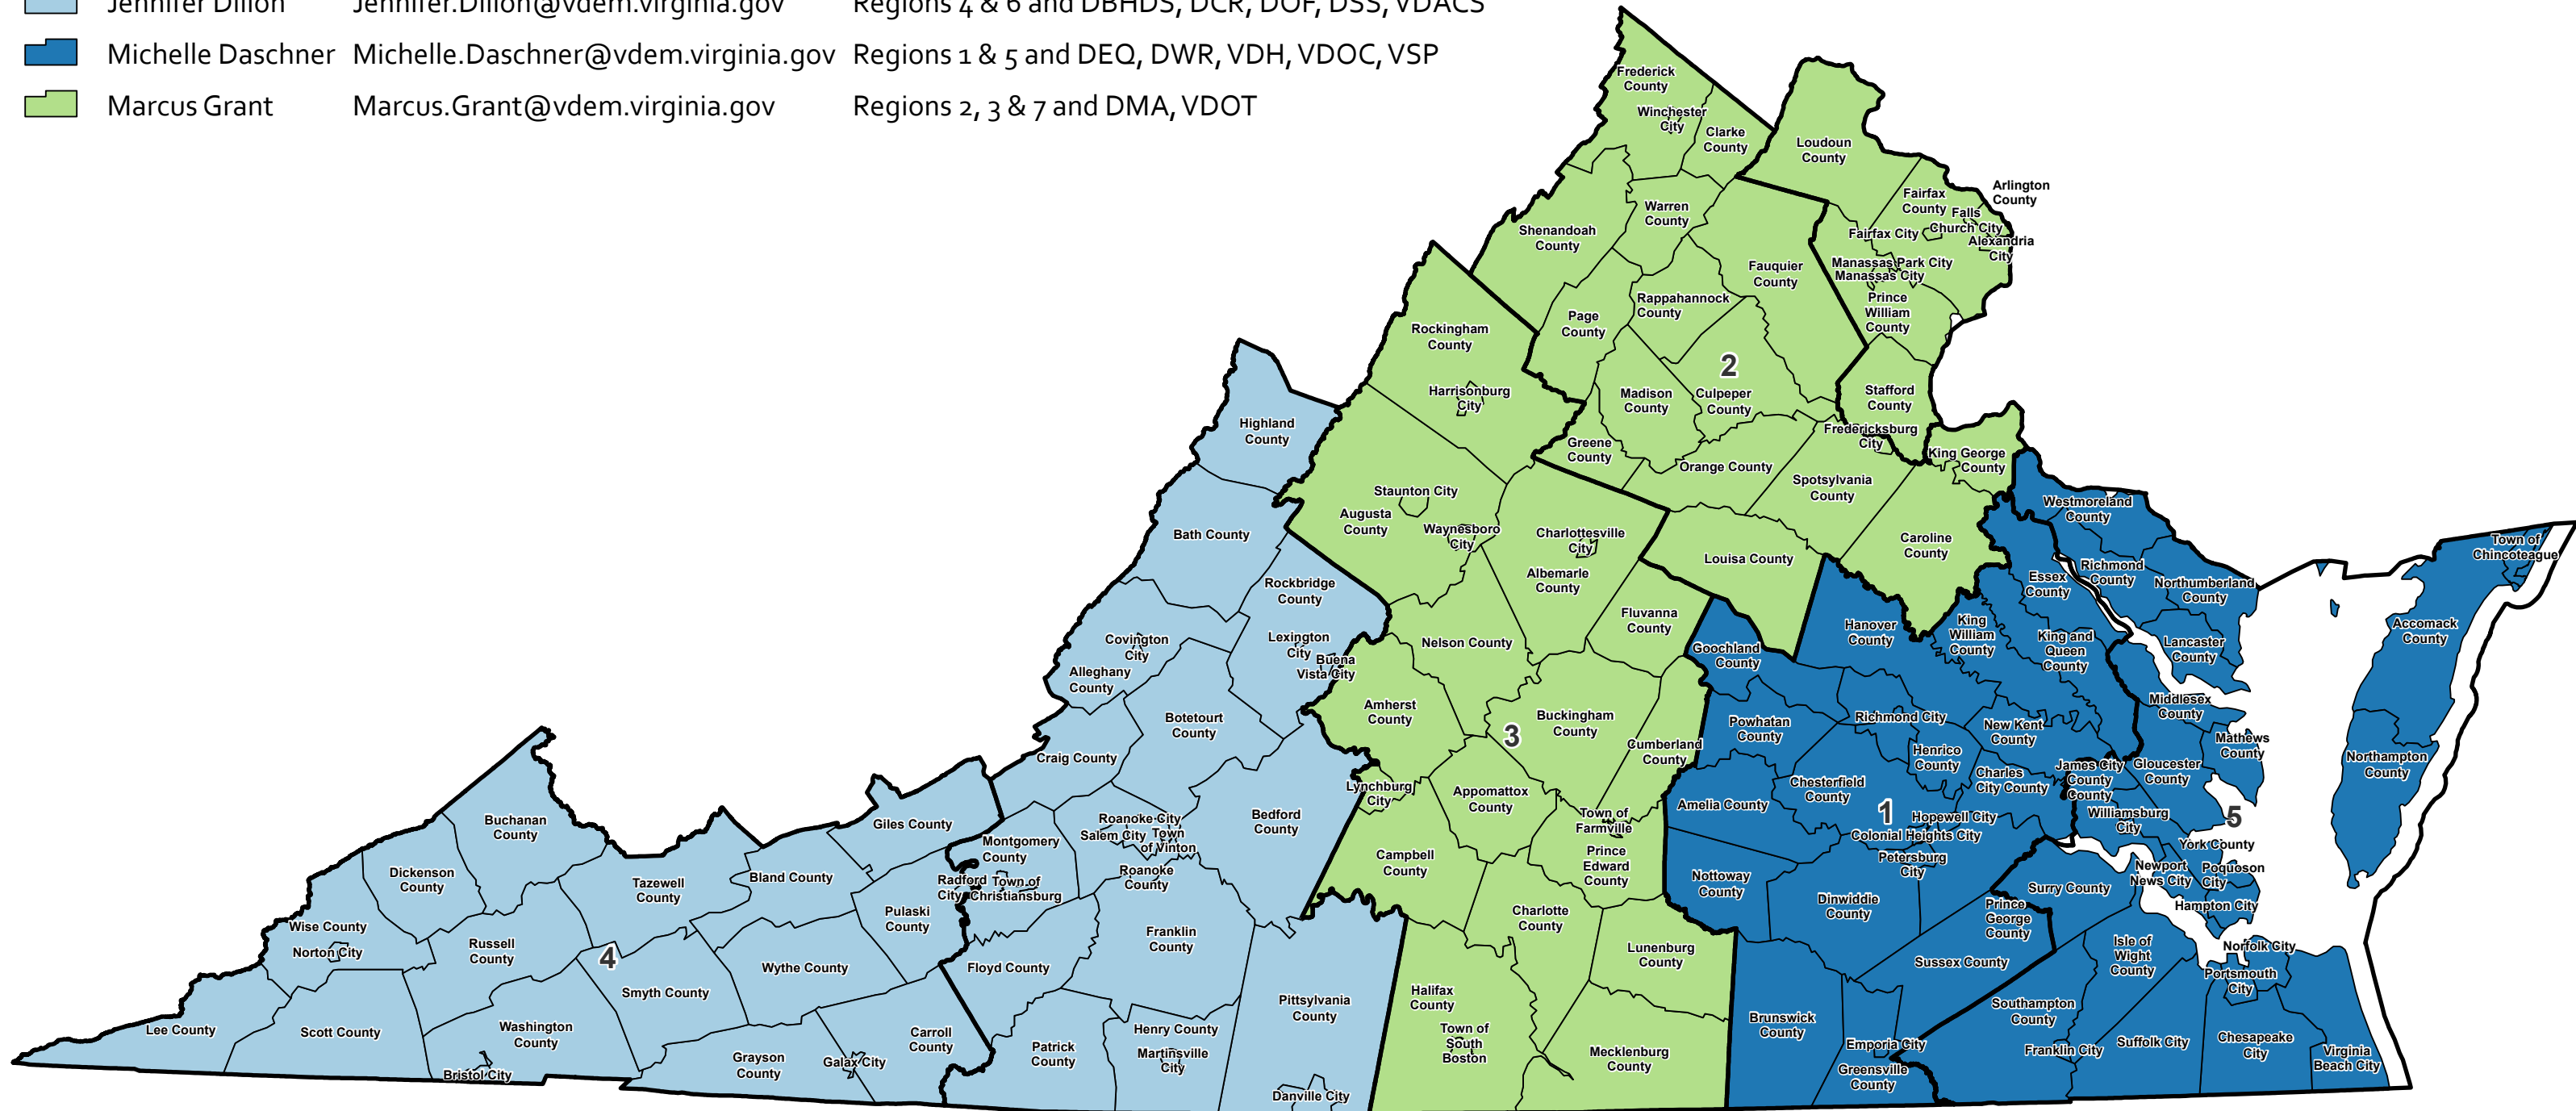 Jennifer Dillon Jennifer.Dillon@vdem.virginia.gov Regions 4 & 6 and DBHDS, DCR, DOF, DSS, VDACS
Michelle Daschner Michelle.Daschner@vdem.virginia.gov Regions 1 & 5 and DEQ, DWR, VDH, VDOC, VSP
Marcus Grant Marcus.Grant@vdem.virginia.gov Regions 2, 3 & 7 and DMA, VDOT
Frederick
County
Winchester
City
Clarke
County
Loudoun
County
Arlington
County
Fairfax
County
Falls
Church City
Fairfax City
Alexandria
City
Warren
County
Shenandoah
County
Fauquier
County
Manassas Park City
Manassas City
Prince
William
County
Rappahannock
County
Page
County
Rockingham
County
2
Harrisonburg
City
Madison
County
Culpeper
County
Stafford
County
Highland
County
Greene
County
Fredericksburg
City
King George
County
Orange County
Spotsylvania
County
Staunton City
Augusta
County
Waynesboro
City
Charlottesville
City
Albemarle
County
Louisa County
Caroline
County
Westmoreland
County
Bath County
Town of
Chincoteague
Richmond
County
Essex
County
Northumberland
County
Rockbridge
County
Fluvanna
County
Hanover
County
King
William
County
King and
Queen
County
Accomack
County
Lancaster
County
Covington
City
Lexington
City
Buena
Vista City
Nelson County
Goochland
County
Alleghany
County
Amherst
County
Buckingham
County
3
Botetourt
County
Powhatan
County
Richmond City
New Kent
County
Middlesex
County
Cumberland
County
Henrico
County
Mathews
County
Craig County
Northampton
County
James City
County
County
Gloucester
County
Charles
City County
Chesterfield
County
Lynchburg
City
Appomattox
County
Amelia County
1
Hopewell City
Colonial Heights City
Williamsburg
City
5
York County
Buchanan
County
Giles County
Roanoke City
Salem City
Town
of Vinton
Bedford
County
Town of
Farmville
Montgomery
County
Campbell
County
Prince
Edward
County
Petersburg
City
Newport
News City
Poquoson
City
Dickenson
County
Tazewell
County
Bland County
Radford
City
Town of
Christiansburg
Roanoke
County
Nottoway
County
Surry County
Dinwiddie
County
Prince
George
County
Hampton City
Pulaski
County
Charlotte
County
Wise County
Norton City
Russell
County
4
Franklin
County
Lunenburg
County
Isle of
Wight
County
Norfolk City
Wythe County
Floyd County
Sussex County
Portsmouth
City
Smyth County
Pittsylvania
County
Halifax
County
Southampton
County
Lee County
Scott County
Washington
County
Carroll
County
Henry County
Town of
South
Boston
Brunswick
County
Emporia City
Franklin City
Suffolk City
Chesapeake
City
Virginia
Beach City
Grayson
County
Galax City
Patrick
County
Martinsville
City
Mecklenburg
County
Bristol City
Greensville
County
Danville City